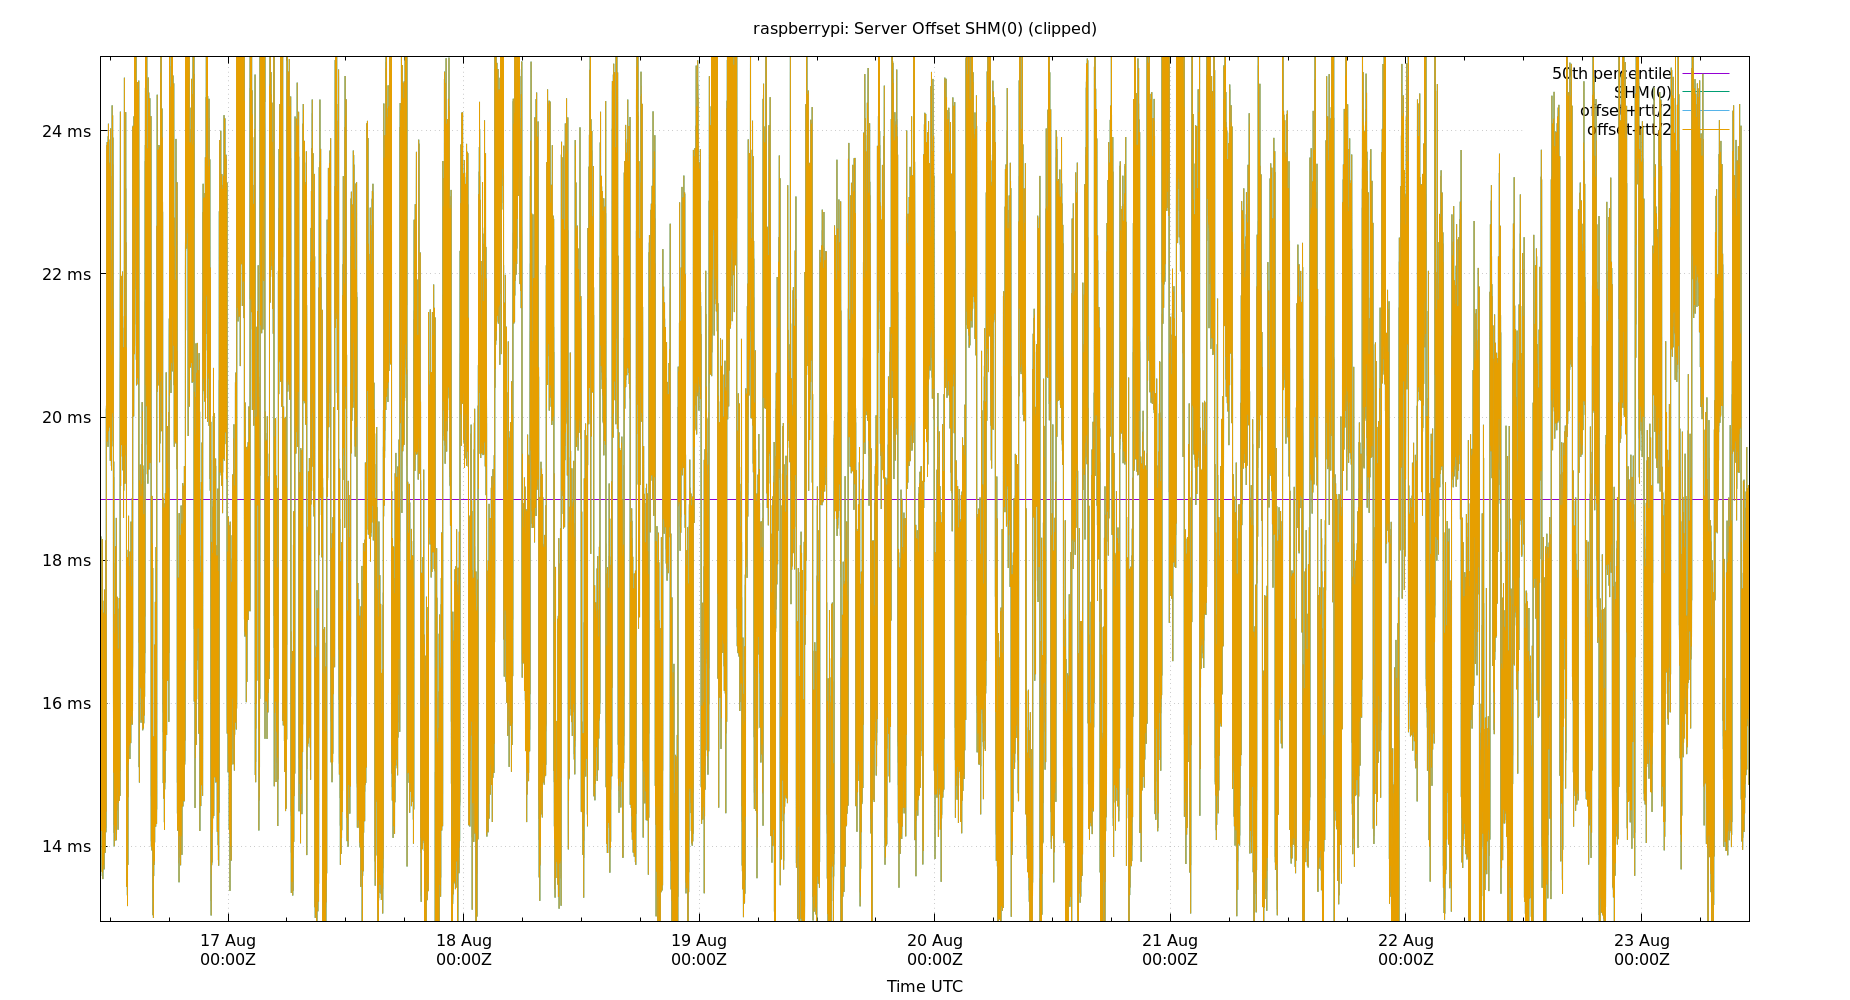 raspberrypi: Server Offset SHM(0) (clipped)
50th percentile
SHM(0)
offset+rtt/2
offset-rtt/2
24 ms
22 ms
20 ms
18 ms
16 ms
14 ms
17 Aug 18 Aug 19 Aug 20 Aug 21 Aug 22 Aug 23 Aug
00:00Z 00:00Z 00:00Z 00:00Z 00:00Z 00:00Z 00:00Z
Time UTC